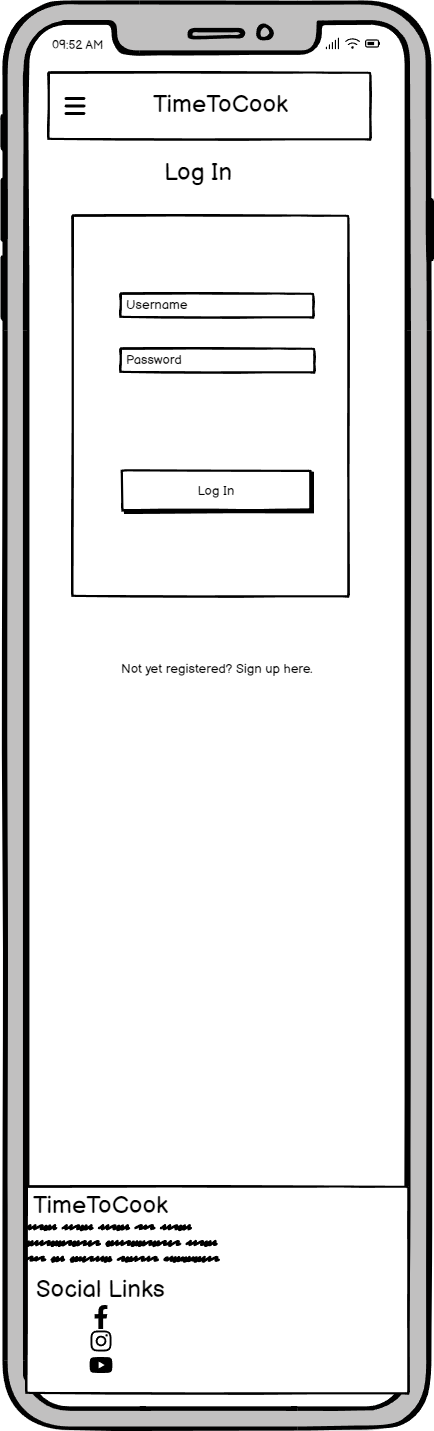 09:52 AM
TimeToCook
Log In
Username
Password
Log In
Not yet registered? Sign up here.
TimeToCook
Social Links